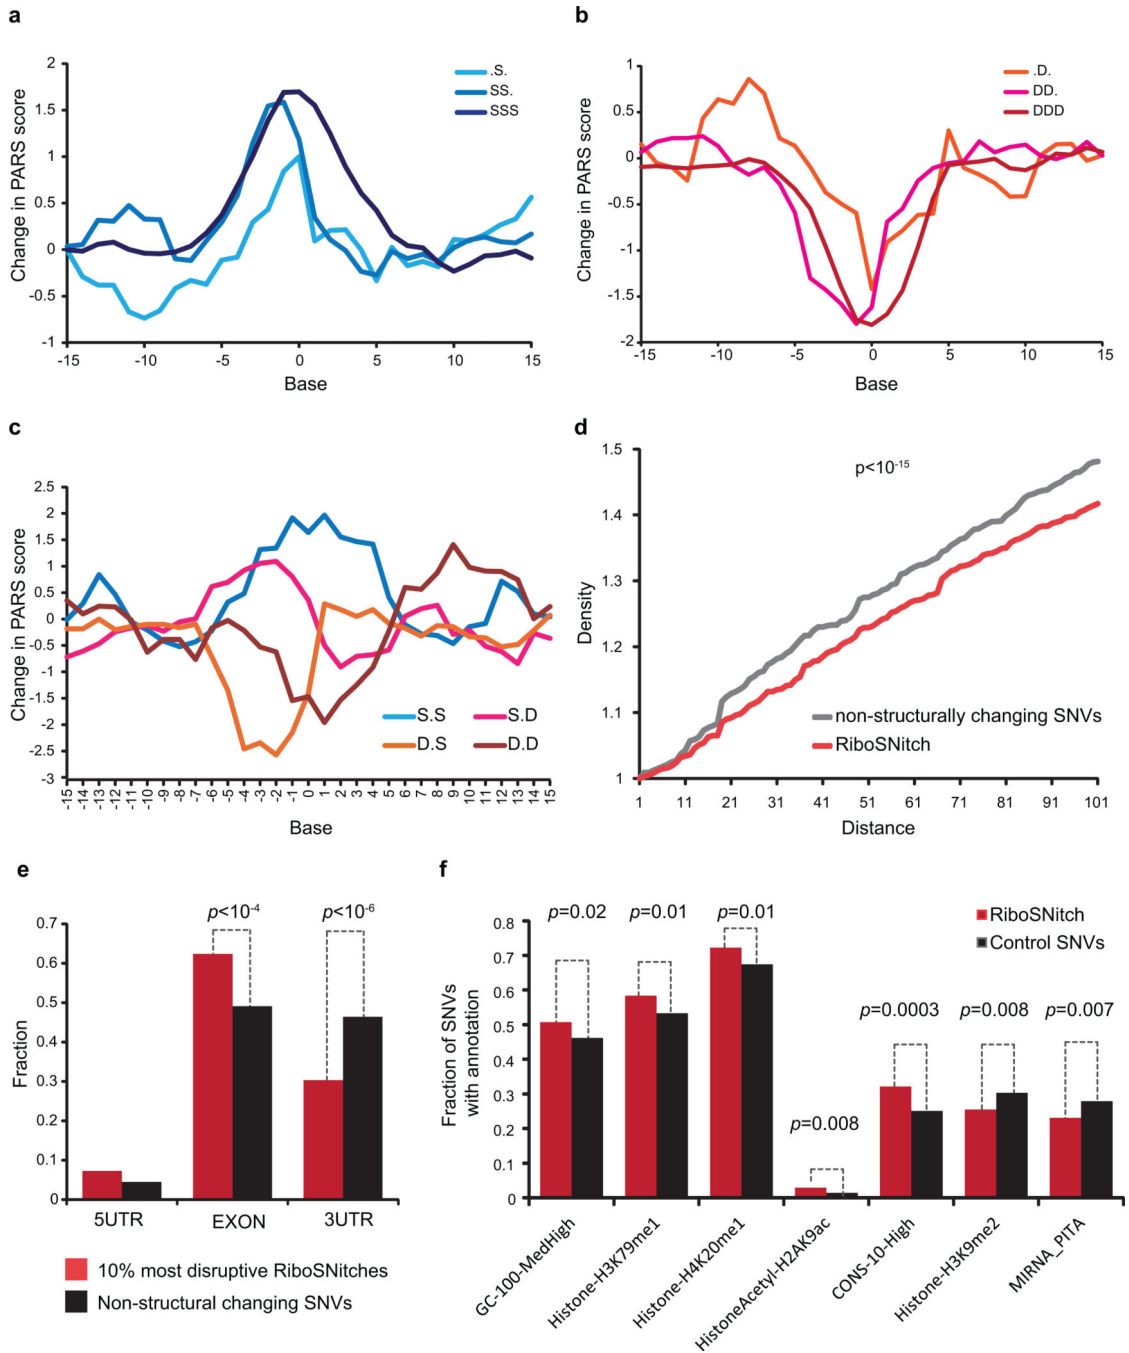 a
Change in PARS score
2
1.5
1
0.5
0
-0.5
-1
-15 -10 -5 0 5 10 15
Base
.S.
SS.
SSS
b
Change in PARS score
1
0.5
0
-0.5
-1
-1.5
-2
-15 -10 -5 0 5 10 15
Base
.D.
DD.
DDD
c
Change in PARS score
2.5
2
1.5
1
0.5
0
-0.5
-1
-1.5
-2
-2.5
-3
-15 -14 -13 -12 -11 -10 -9 -8 -7 -6 -5 -4 -3 -2 -1 0 1 2 3 4 5 6 7 8 9 10 11 12 13 14 15
Base
S.S S.D
D.S D.D
d
Density
1.5
1.4
1.3
1.2
1.1
1
1 11 21 31 41 51 61 71 81 91 101
Distance
p<10-15
non-structurally changing SNVs
RiboSNitch
e
Fraction
0.7
0.6
0.5
0.4
0.3
0.2
0.1
0
p<10-4 p<10-6
5UTR EXON 3UTR
10% most disruptive RiboSNitches
Non-structural changing SNVs
f
Fraction of SNVs
with annotation
0.8
0.7
0.6
0.5
0.4
0.3
0.2
0.1
0
p=0.02 p=0.01 p=0.01
p=0.008
p=0.0003 p=0.008 p=0.007
RiboSNitch
Control SNVs
GC-100-MedHigh
Histone-H3K79me1
Histone-H4K20me1
HistoneAcetyl-H2AK9ac
CONS-10-High
Histone-H3K9me2
MIRNA_PITA